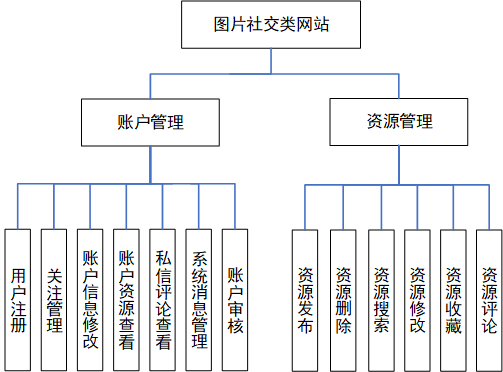 图片社交类网站
账户管理
资源管理
用户注册
关注管理
账户信息修改
账户资源查看
私信评论查看
系统消息管理
账户审核
资源发布
资源删除
资源搜索
资源修改
资源收藏
资源评论